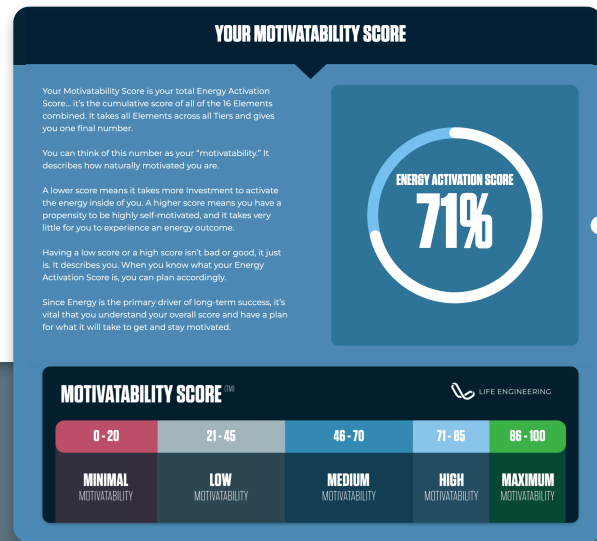 YOUR MOTIVATABILITY SCORE
Your Motivatability Score is your total Energy Activation
Score... it's the cumulative score of all of the 16 Elements
combined. It takes all Elements across all Tiers and gives
you one final number.
You can think of this number as your "motivatability." It
describes how naturally motivated you are.
A lower score means it takes more Investment to activate
the energy inside of you. A higher score means you have a
propensity to be highly self-motivated, and it takes very
little for you to experience an energy outcome.
Having a low score or a high score isn't bad or good, it just
is. It describes you. When you know what your Energy
Activation Score is, you can plan accordingly.
Since Energy is the primary driver of long-term success, it's
vital that you understand your overall score and have a plan
for what it will take to get and stay motivated.
ENERGY ACTIVATION SCORE
71%
MOTIVATABILITY SCORE (TM)
LIFE ENGINEERING
0 - 20 21 - 45 46 - 70 71 - 85 86 - 100
MINIMAL LOW MEDIUM HIGH MAXIMUM
MOTIVATABILITY MOTIVATABILITY MOTIVATABILITY MOTIVATABILITY MOTIVATABILITY